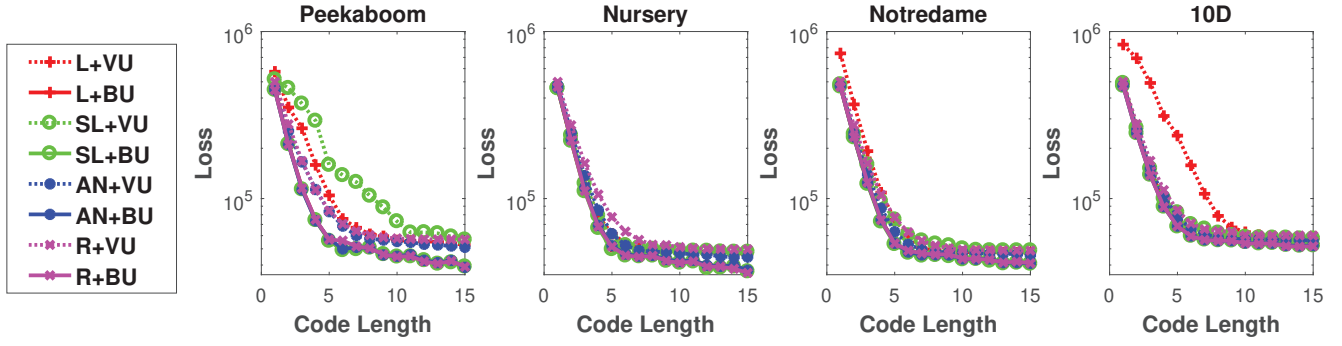 Peekaboom
Nursery
Notredame
10D
L+VU
L+BU
SL+VU
SL+BU
AN+VU
AN+BU
R+VU
R+BU
Loss
10^6
10^5
0 5 10 15
Code Length
Loss
10^6
10^5
0 5 10 15
Code Length
Loss
10^6
10^5
0 5 10 15
Code Length
Loss
10^6
10^5
0 5 10 15
Code Length